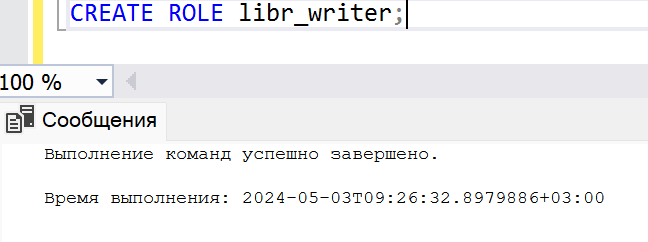 CREATE ROLE libr_writer;
100 %
Сообщения
Выполнение команд успешно завершено.
Время выполнения: 2024-05-03T09:26:32.8979886+03:00